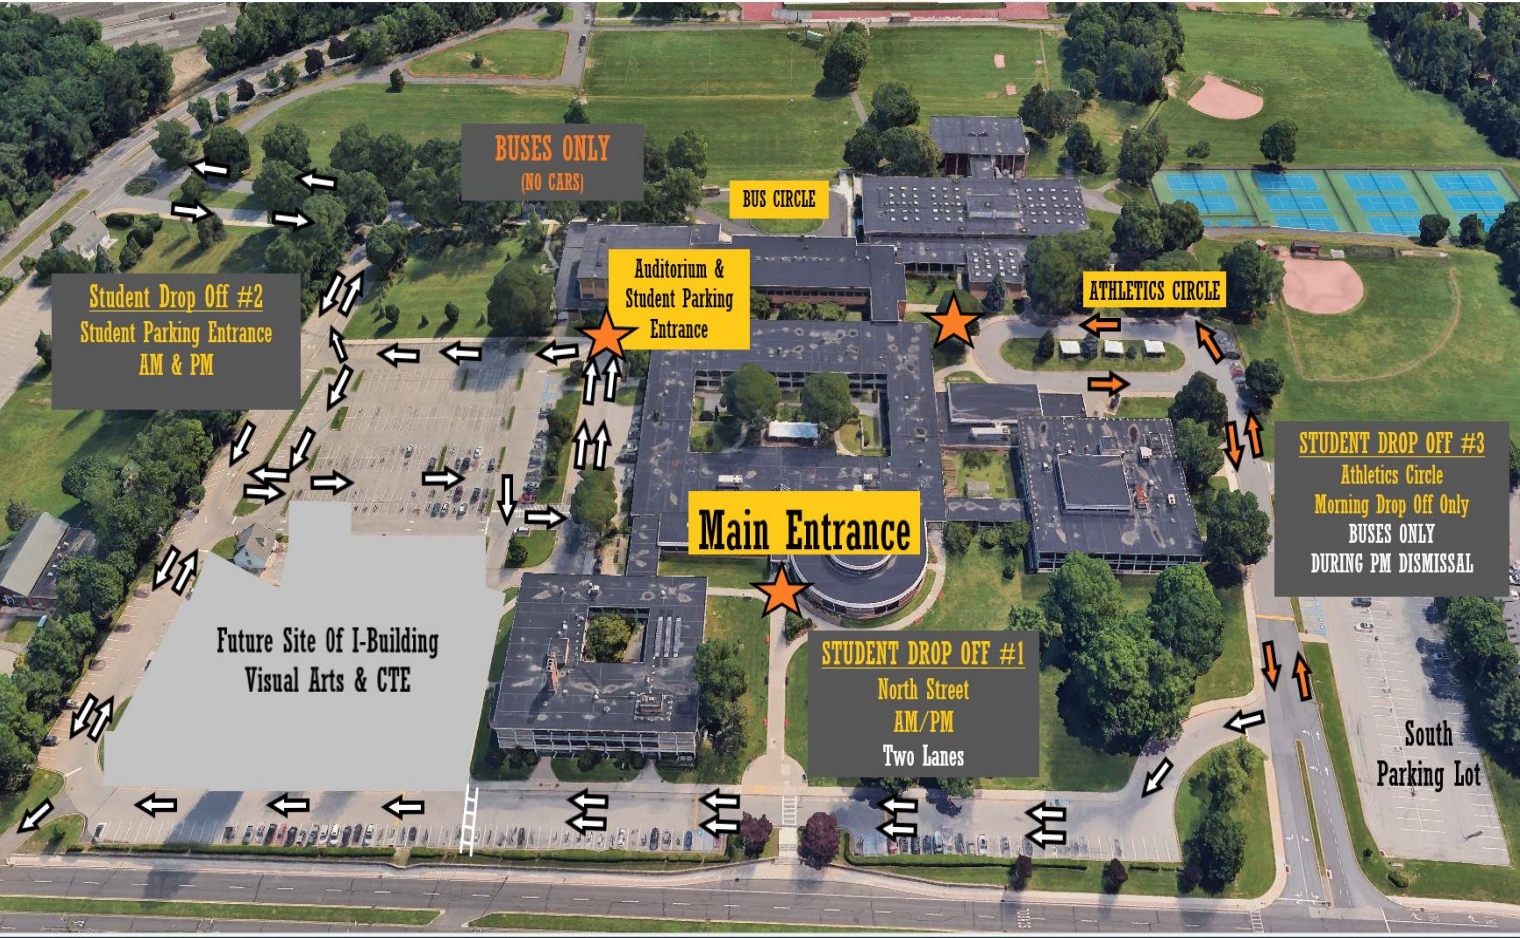 BUSES ONLY
(NO CARS)
BUS CIRCLE
Auditorium &
Student Parking
Entrance
ATHLETICS CIRCLE
Student Drop Off #2
Student Parking Entrance
AM & PM
STUDENT DROP OFF #3
Athletics Circle
Morning Drop Off Only
BUSES ONLY
DURING PM DISMISSAL
Main Entrance
Future Site Of I-Building
Visual Arts & CTE
STUDENT DROP OFF #1
North Street
AM/PM
Two Lanes
South
Parking Lot